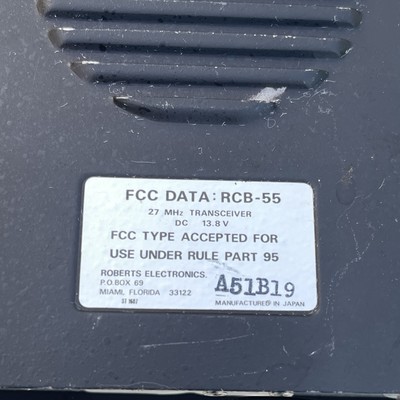 FCC DATA: RCB-55
27 MHz TRANSCEIVER
DC 13.8 V
FCC TYPE ACCEPTED FOR
USE UNDER RULE PART 95
ROBERTS ELECTRONICS.
P.O.BOX 69
MIAMI, FLORIDA 33122
A51B19
MANUFACTURED IN JAPAN